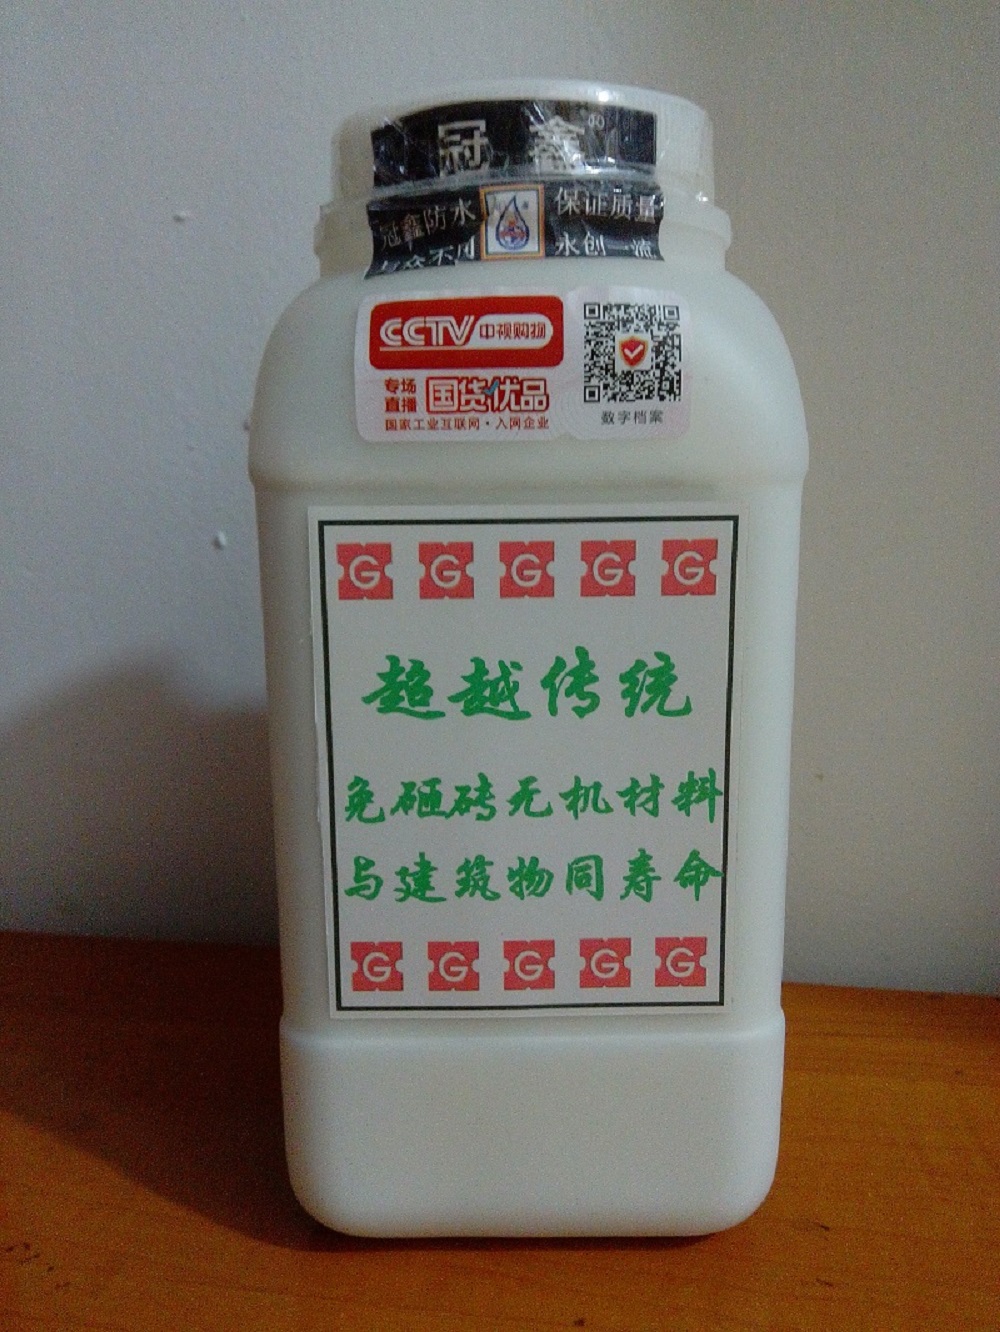 冠鑫®
冠鑫防水 保证质量
众不同 永创一流
CCTV 中视购物
专场直播 国货优品
国家工业互联网·入网企业
数字档案
G G G G G
超越传统
免砸砖无机材料
与建筑物同寿命
G G G G G